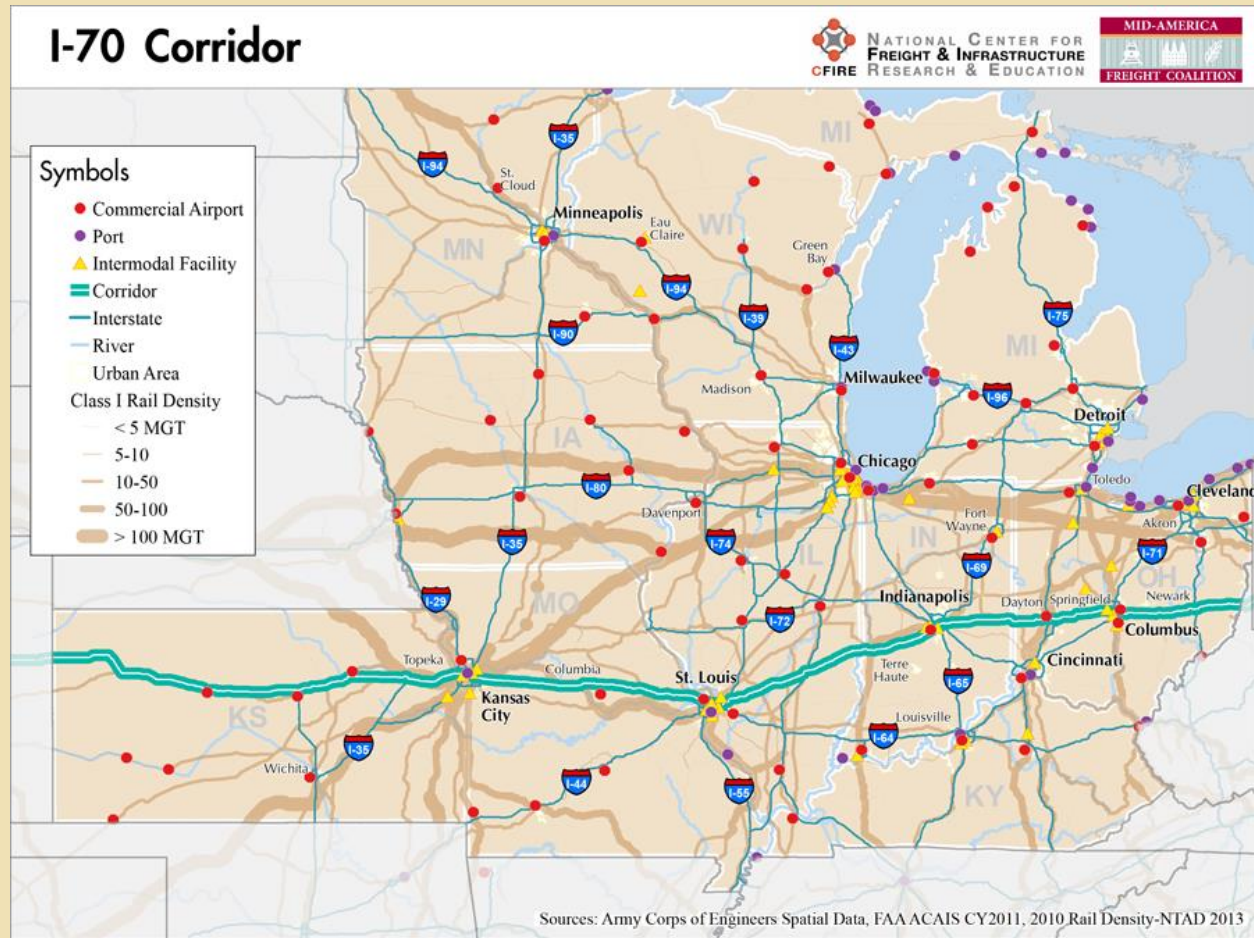 I-70 Corridor
CFIRE
NATIONAL CENTER FOR
FREIGHT & INFRASTRUCTURE
RESEARCH & EDUCATION
MID-AMERICA
FREIGHT COALITION
Symbols
Commercial Airport
Port
Intermodal Facility
Corridor
Interstate
River
Urban Area
Class I Rail Density
< 5 MGT
5-10
10-50
50-100
> 100 MGT
I-94
I-35
MI
St.
Cloud
Minneapolis
Eau
Claire
WI
MN
Green
Bay
I-94
I-90
I-39
I-43
I-75
MI
Madison
Milwaukee
I-96
Detroit
IA
Chicago
I-80
Toledo
Cleveland
Davenport
Fort
Wayne
IN
Akron
I-35
I-74
IL
I-71
I-69
OH
I-29
MO
Indianapolis
Dayton
Springfield
Newark
I-72
Columbus
Topeka
Columbia
St. Louis
Terre
Haute
Cincinnati
Kansas
City
I-65
KS
Louisville
I-35
I-64
Wichita
I-44
I-55
KY
Sources: Army Corps of Engineers Spatial Data, FAA ACAIS CY2011, 2010 Rail Density-NTAD 2013